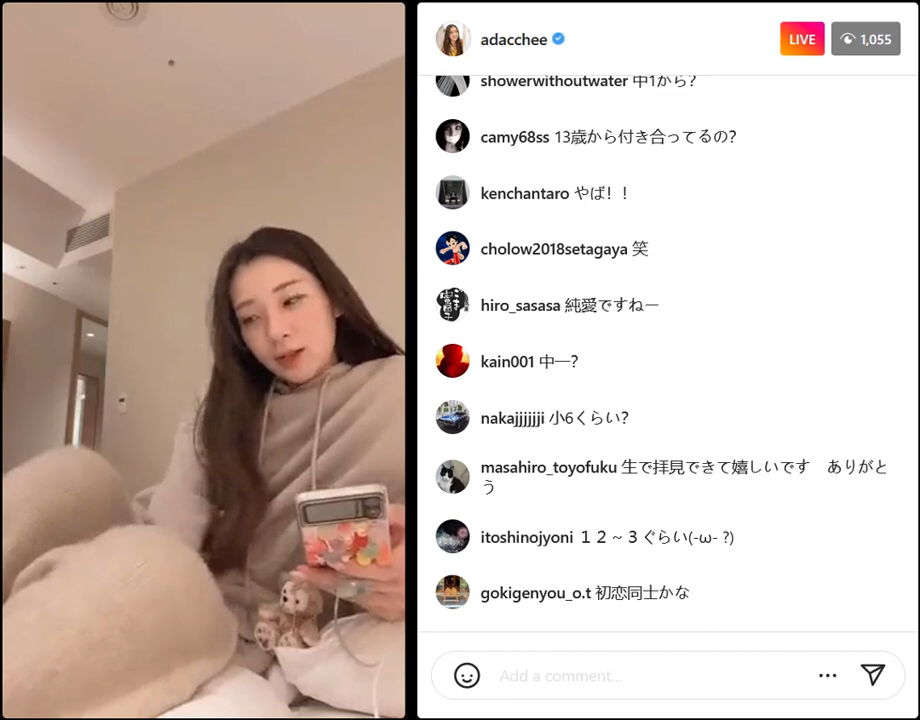 adacchee
LIVE
1,055
showerwithoutwater 中1から?
camy68ss 13歳から付き合ってるの?
kenchantaro やば！！
cholow2018setagaya 笑
hiro_sasasa 純愛ですねー
kain001 中一?
nakajjjjjji 小6くらい?
masahiro_toyofuku 生で拝見できて嬉しいです　ありがと
う
itoshinojyoni １２～３ぐらい(-ω- ?)
gokigenyou_o.t 初恋同士かな
Add a comment...